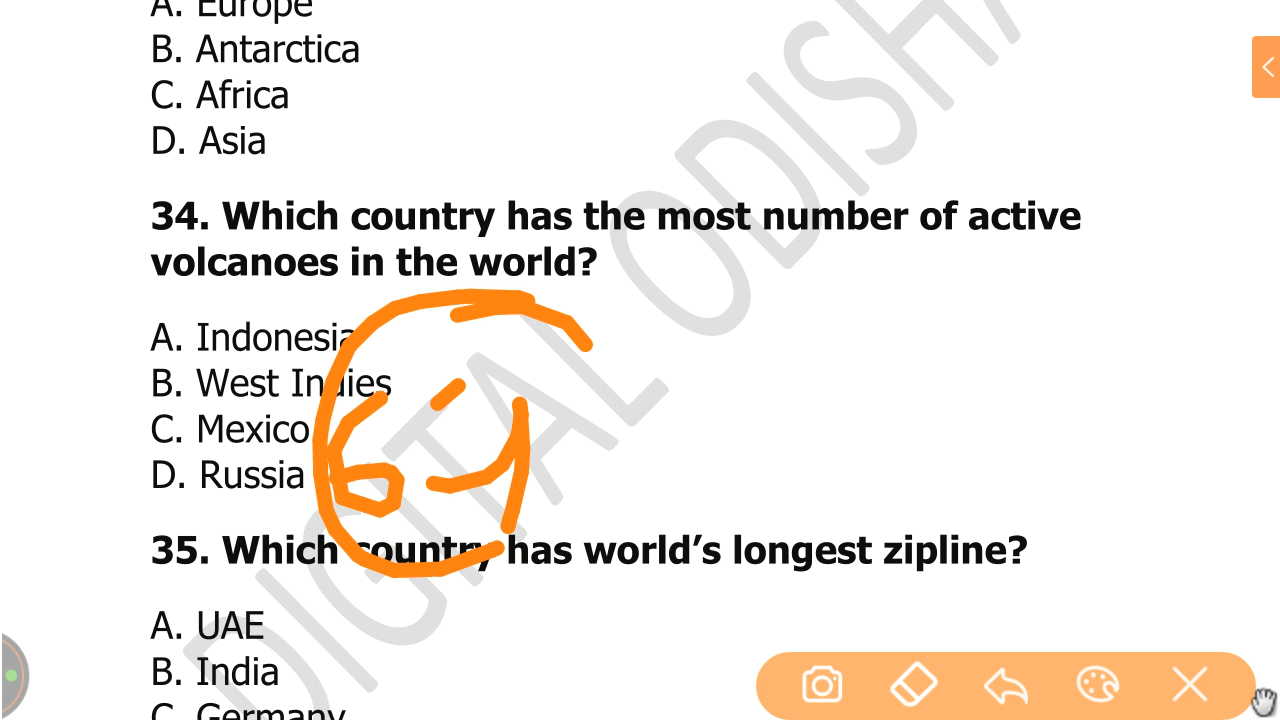 A. Europe
B. Antarctica
C. Africa
D. Asia
34. Which country has the most number of active
volcanoes in the world?
A. Indonesia
B. West Indies
C. Mexico
D. Russia
35. Which country has world’s longest zipline?
A. UAE
B. India
C. Germany
DIGITAL ODISHA